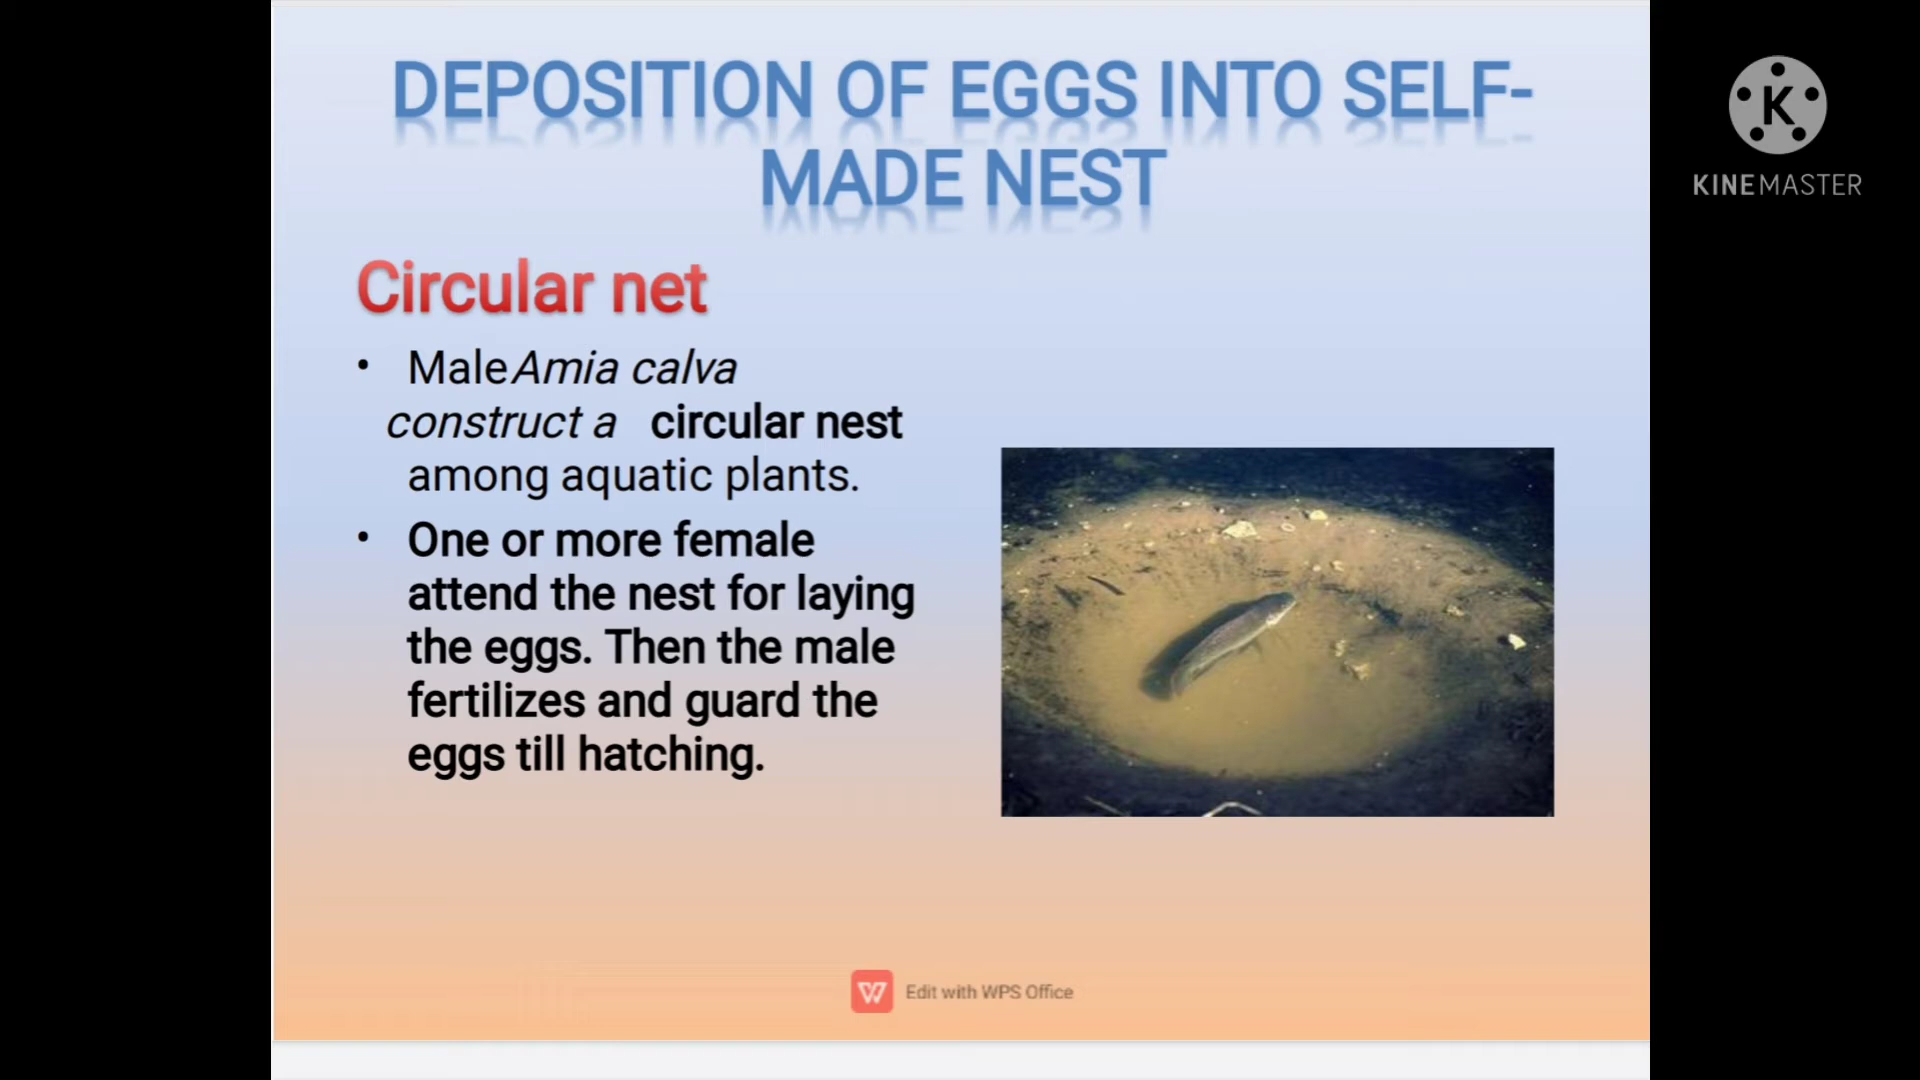 DEPOSITION OF EGGS INTO SELF-
MADE NEST
Circular net
• Male Amia calva
construct a circular nest
among aquatic plants.
• One or more female
attend the nest for laying
the eggs. Then the male
fertilizes and guard the
eggs till hatching.
Edit with WPS Office
K
KINEMASTER